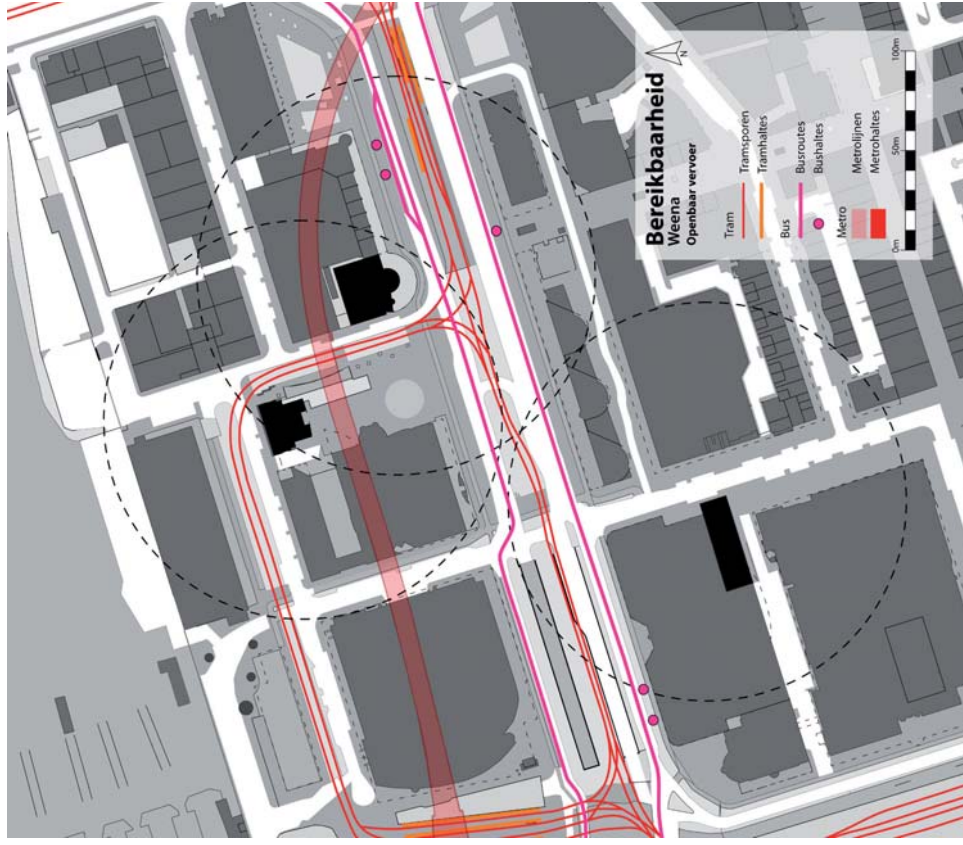 Bereikbaarheid
Weena
Openbaar vervoer
N
Tram
Tramsporen
Tramhaltes
Bus
Busroutes
Bushaltes
Metro
Metrolijnen
Metrohaltes
0m 50m 100m